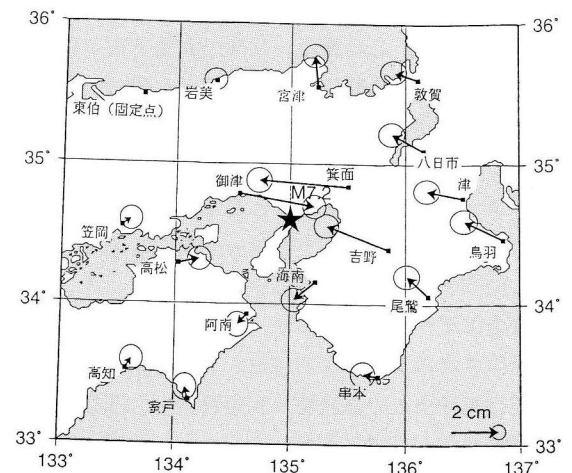 36°
36°
岩美
宮津
敦賀
東伯（固定点）
35°
35°
八日市
箕面
御津
M7.2
津
笠岡
鳥羽
高松
吉野
海南
34°
34°
尾鷲
阿南
高知
室戸
串本
2 cm
33°
33°
133°
134°
135°
136°
137°